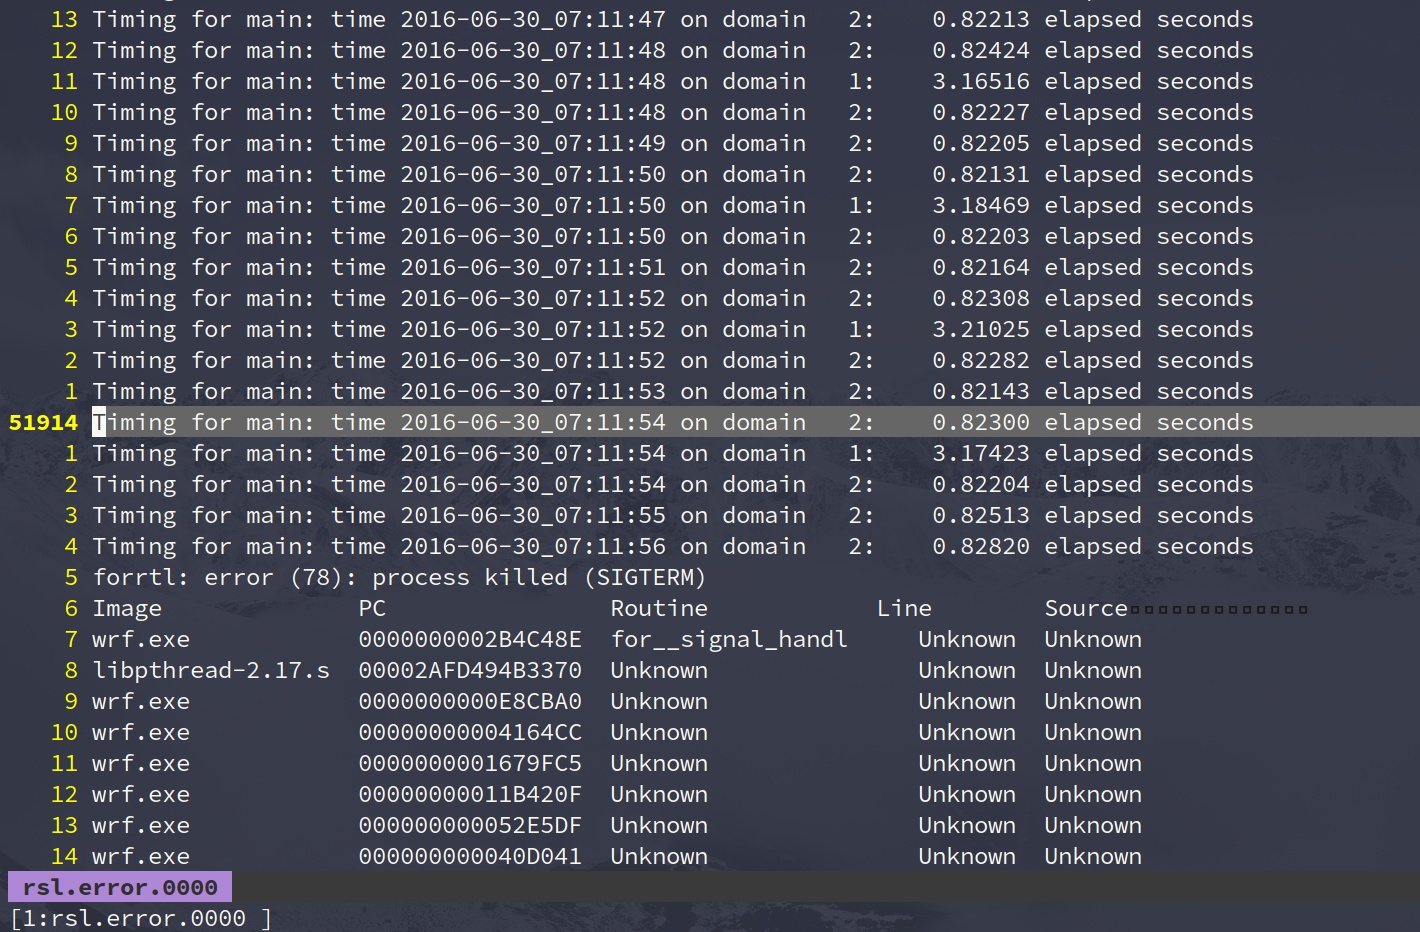 13 Timing for main: time 2016-06-30_07:11:47 on domain   2:    0.82213 elapsed seconds
12 Timing for main: time 2016-06-30_07:11:48 on domain   2:    0.82424 elapsed seconds
11 Timing for main: time 2016-06-30_07:11:48 on domain   1:    3.16516 elapsed seconds
10 Timing for main: time 2016-06-30_07:11:48 on domain   2:    0.82227 elapsed seconds
9 Timing for main: time 2016-06-30_07:11:49 on domain   2:    0.82205 elapsed seconds
8 Timing for main: time 2016-06-30_07:11:50 on domain   2:    0.82131 elapsed seconds
7 Timing for main: time 2016-06-30_07:11:50 on domain   1:    3.18469 elapsed seconds
6 Timing for main: time 2016-06-30_07:11:50 on domain   2:    0.82203 elapsed seconds
5 Timing for main: time 2016-06-30_07:11:51 on domain   2:    0.82164 elapsed seconds
4 Timing for main: time 2016-06-30_07:11:52 on domain   2:    0.82308 elapsed seconds
3 Timing for main: time 2016-06-30_07:11:52 on domain   1:    3.21025 elapsed seconds
2 Timing for main: time 2016-06-30_07:11:52 on domain   2:    0.82282 elapsed seconds
1 Timing for main: time 2016-06-30_07:11:53 on domain   2:    0.82143 elapsed seconds
51914 Timing for main: time 2016-06-30_07:11:54 on domain   2:    0.82300 elapsed seconds
1 Timing for main: time 2016-06-30_07:11:54 on domain   1:    3.17423 elapsed seconds
2 Timing for main: time 2016-06-30_07:11:54 on domain   2:    0.82204 elapsed seconds
3 Timing for main: time 2016-06-30_07:11:55 on domain   2:    0.82513 elapsed seconds
4 Timing for main: time 2016-06-30_07:11:56 on domain   2:    0.82820 elapsed seconds
5 forrtl: error (78): process killed (SIGTERM)
6 Image              PC                Routine            Line        Source
7 wrf.exe            0000000002B4C48E  for__signal_handl     Unknown  Unknown
8 libpthread-2.17.s  00002AFD494B3370  Unknown               Unknown  Unknown
9 wrf.exe            0000000000E8CBA0  Unknown               Unknown  Unknown
10 wrf.exe            00000000004164CC  Unknown               Unknown  Unknown
11 wrf.exe            0000000001679FC5  Unknown               Unknown  Unknown
12 wrf.exe            00000000011B420F  Unknown               Unknown  Unknown
13 wrf.exe            000000000052E5DF  Unknown               Unknown  Unknown
14 wrf.exe            000000000040D041  Unknown               Unknown  Unknown
rsl.error.0000
[1:rsl.error.0000 ]